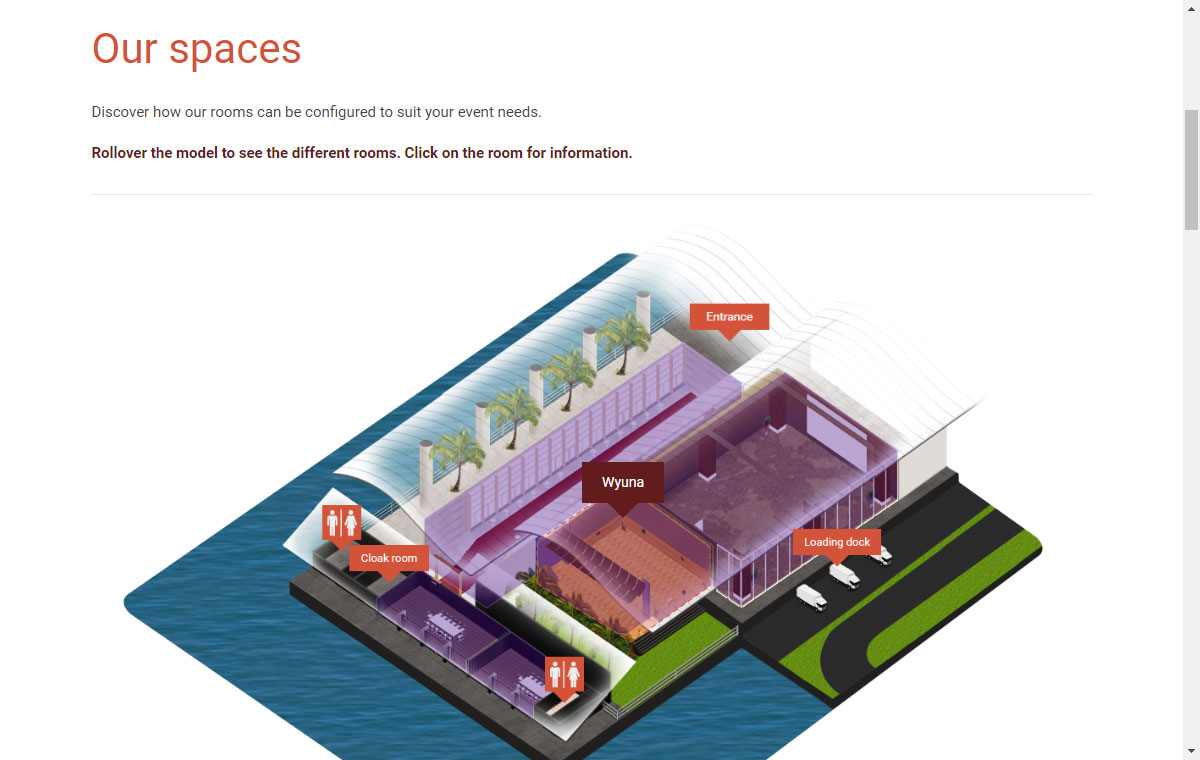 Our spaces
Discover how our rooms can be configured to suit your event needs.
Rollover the model to see the different rooms. Click on the room for information.
Entrance
Wyuna
Loading dock
Cloak room